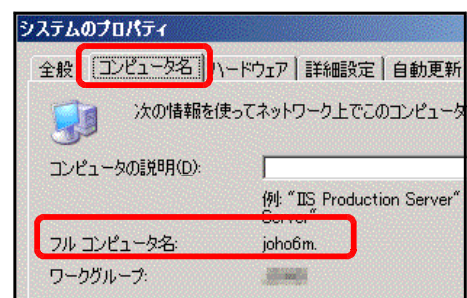 システムのプロパティ
全般 コンピュータ名 ハードウェア 詳細設定 自動更新
次の情報を使ってネットワーク上でこのコンピュータ
コンピュータの説明(D):
例: "IIS Production Server"
Server"
フル コンピュータ名: joho6m.
ワークグループ: